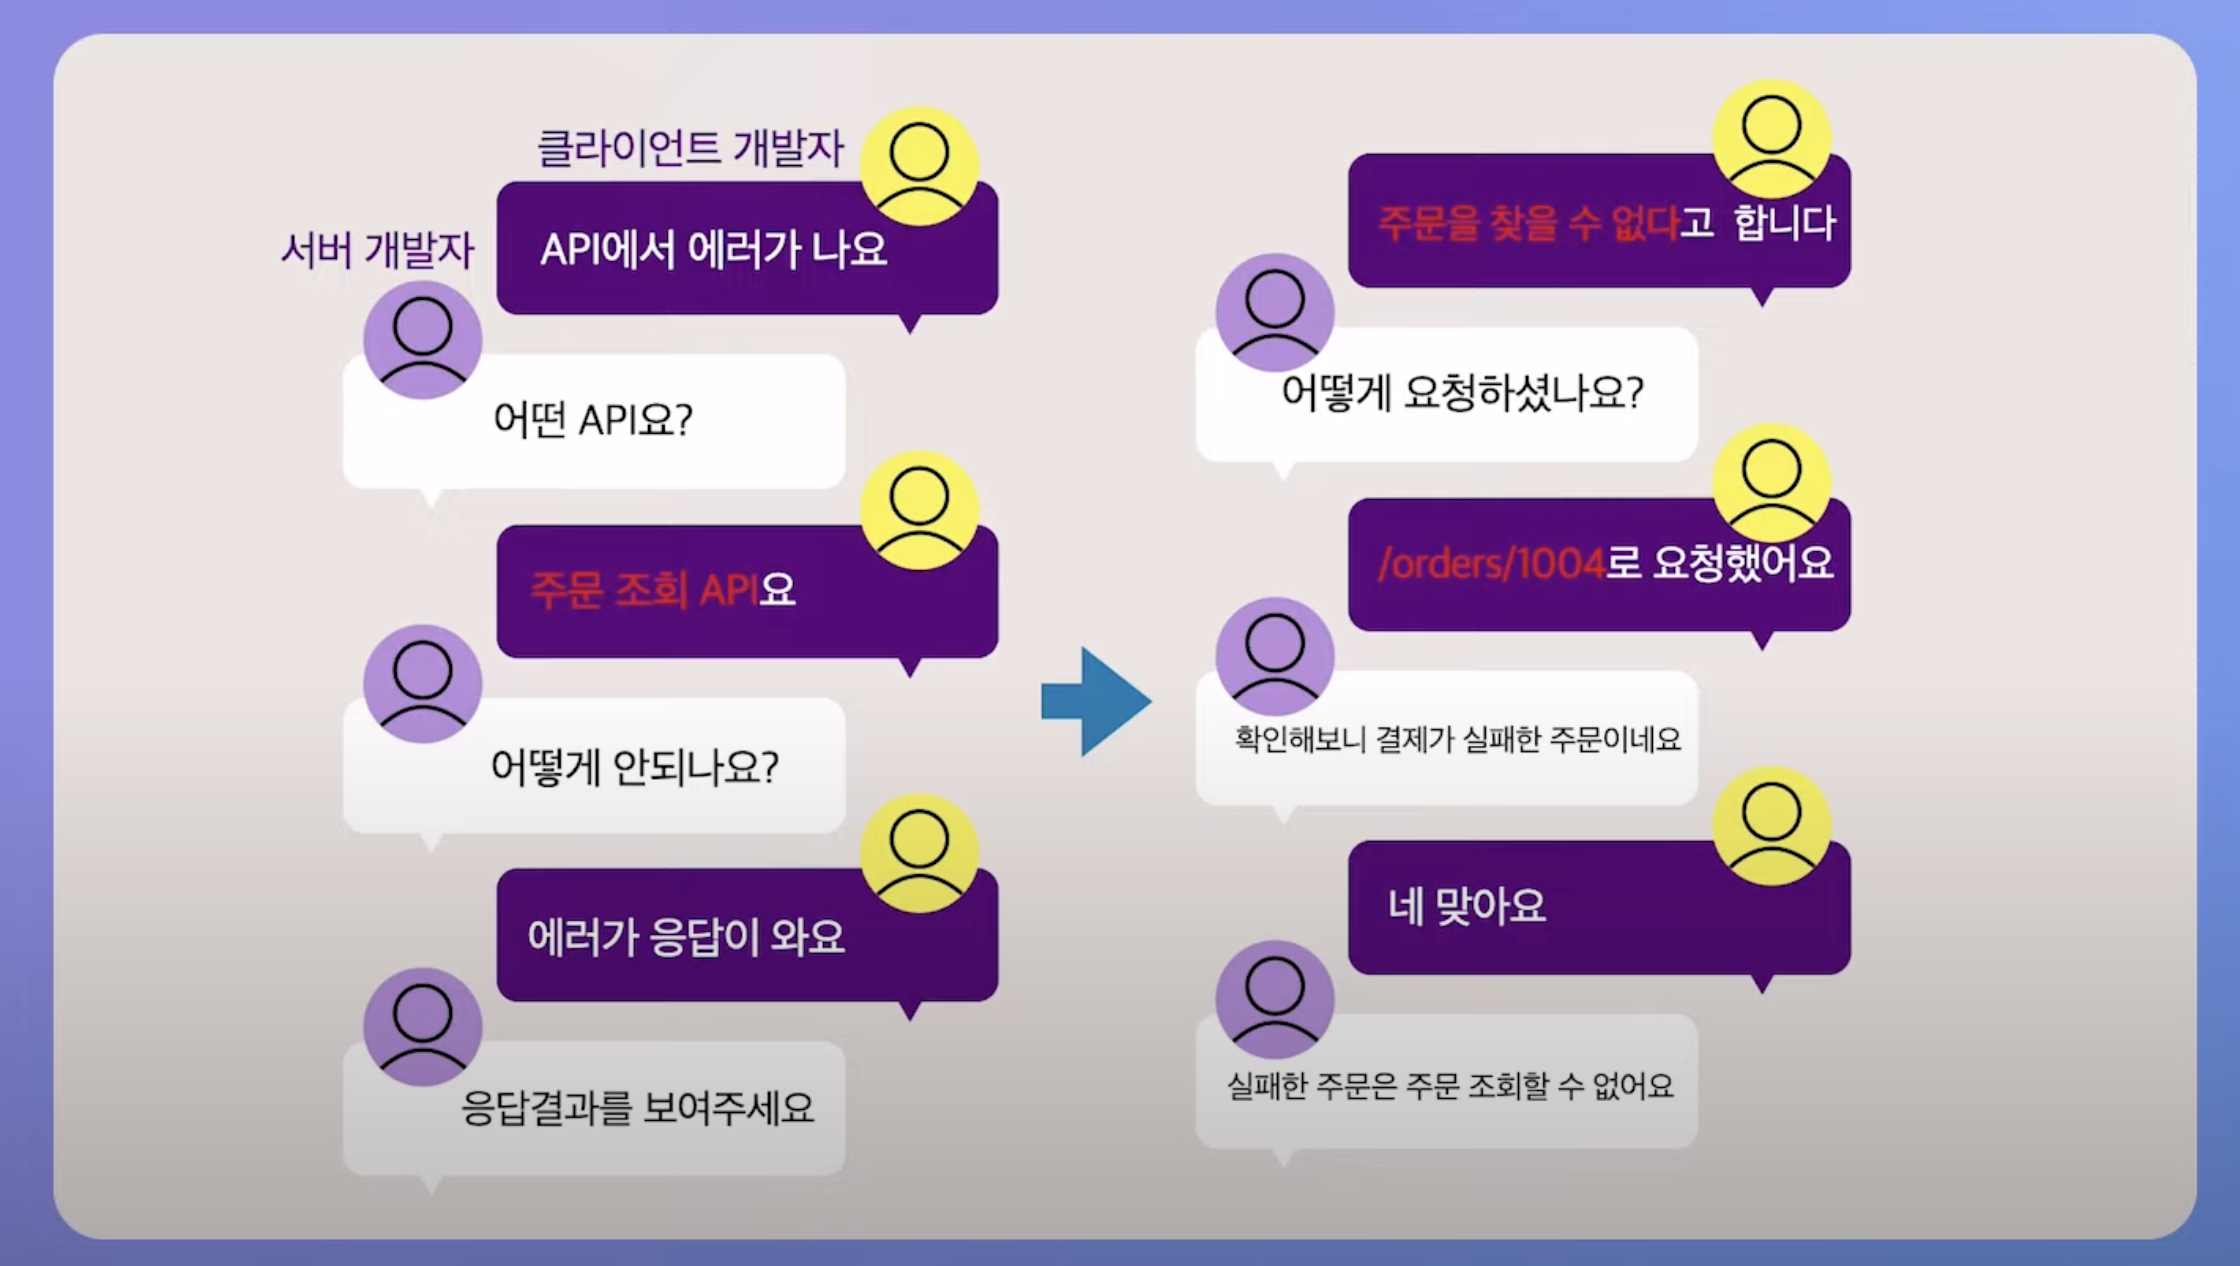 클라이언트 개발자
API에서 에러가 나요
서버 개발자
어떤 API요?
주문 조회 API요
어떻게 안되나요?
에러가 응답이 와요
응답결과를 보여주세요
주문을 찾을 수 없다고 합니다
어떻게 요청하셨나요?
/orders/1004로 요청했어요
확인해보니 결제가 실패한 주문이네요
네 맞아요
실패한 주문은 주문 조회할 수 없어요